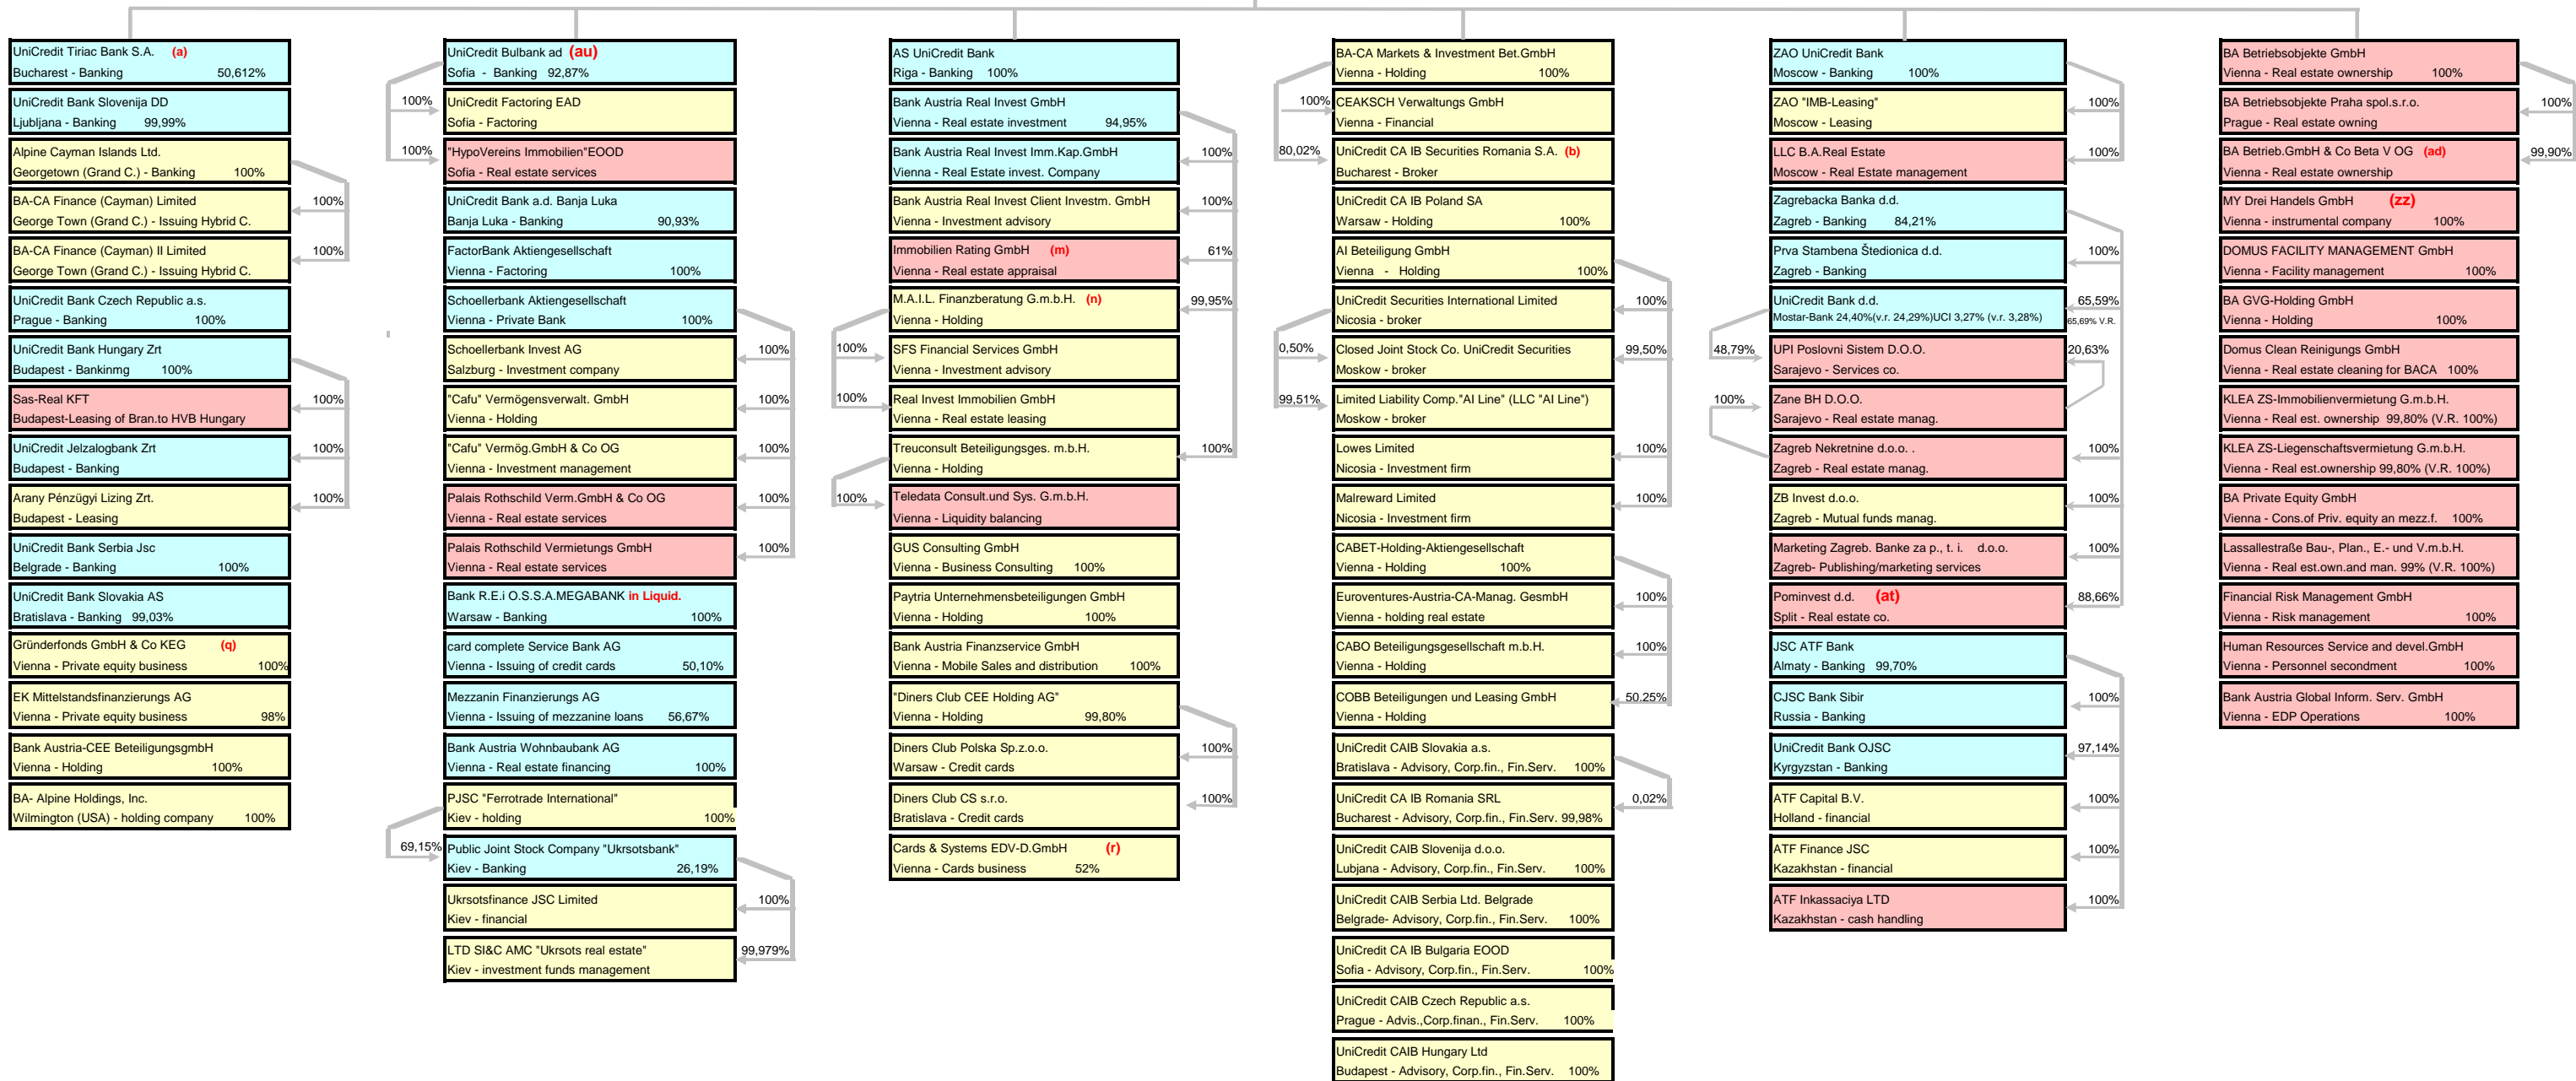 UniCredit Tiriac Bank S.A. (a)
Bucharest - Banking 50,612%
UniCredit Bank Slovenija DD
Ljubljana - Banking 99,99%
Alpine Cayman Islands Ltd.
Georgetown (Grand C.) - Banking 100%
BA-CA Finance (Cayman) Limited
George Town (Grand C.) - Issuing Hybrid C.
100%
BA-CA Finance (Cayman) II Limited
George Town (Grand C.) - Issuing Hybrid C.
100%
UniCredit Bank Czech Republic a.s.
Prague - Banking 100%
UniCredit Bank Hungary Zrt
Budapest - Bankinmg 100%
Sas-Real KFT
Budapest-Leasing of Bran.to HVB Hungary
100%
UniCredit Jelzalogbank Zrt
Budapest - Banking
100%
Arany Pénzügyi Lizing Zrt.
Budapest - Leasing
100%
UniCredit Bank Serbia Jsc
Belgrade - Banking 100%
UniCredit Bank Slovakia AS
Bratislava - Banking 99,03%
Gründerfonds GmbH & Co KEG (q)
Vienna - Private equity business 100%
EK Mittelstandsfinanzierungs AG
Vienna - Private equity business 98%
Bank Austria-CEE BeteiligungsgmbH
Vienna - Holding 100%
BA- Alpine Holdings, Inc.
Wilmington (USA) - holding company 100%
UniCredit Bulbank ad (au)
Sofia - Banking 92,87%
100%
UniCredit Factoring EAD
Sofia - Factoring
100%
"HypoVereins Immobilien"EOOD
Sofia - Real estate services
UniCredit Bank a.d. Banja Luka
Banja Luka - Banking 90,93%
FactorBank Aktiengesellschaft
Vienna - Factoring 100%
Schoellerbank Aktiengesellschaft
Vienna - Private Bank 100%
Schoellerbank Invest AG
Salzburg - Investment company
100%
"Cafu" Vermögensverwalt. GmbH
Vienna - Holding
100%
"Cafu" Vermög.GmbH & Co OG
Vienna - Investment management
100%
Palais Rothschild Verm.GmbH & Co OG
Vienna - Real estate services
100%
Palais Rothschild Vermietungs GmbH
Vienna - Real estate services
100%
Bank R.E.i O.S.S.A.MEGABANK in Liquid.
Warsaw - Banking 100%
card complete Service Bank AG
Vienna - Issuing of credit cards 50,10%
Mezzanin Finanzierungs AG
Vienna - Issuing of mezzanine loans 56,67%
Bank Austria Wohnbaubank AG
Vienna - Real estate financing 100%
PJSC "Ferrotrade International"
Kiev - holding 100%
69,15%
Public Joint Stock Company "Ukrsotsbank"
Kiev - Banking 26,19%
Ukrsotsfinance JSC Limited
Kiev - financial
100%
LTD SI&C AMC "Ukrsots real estate"
Kiev - investment funds management
99,979%
AS UniCredit Bank
Riga - Banking 100%
Bank Austria Real Invest GmbH
Vienna - Real estate investment 94,95%
Bank Austria Real Invest Imm.Kap.GmbH
Vienna - Real Estate invest. Company
100%
Bank Austria Real Invest Client Investm. GmbH
Vienna - Investment advisory
100%
Immobilien Rating GmbH (m)
Vienna - Real estate appraisal
61%
M.A.I.L. Finanzberatung G.m.b.H. (n)
Vienna - Holding
99,95%
100%
SFS Financial Services GmbH
Vienna - Investment advisory
100%
Real Invest Immobilien GmbH
Vienna - Real estate leasing
Treuconsult Beteiligungsges. m.b.H.
Vienna - Holding
100%
100%
Teledata Consult.und Sys. G.m.b.H.
Vienna - Liquidity balancing
GUS Consulting GmbH
Vienna - Business Consulting 100%
Paytria Unternehmensbeteiligungen GmbH
Vienna - Holding 100%
Bank Austria Finanzservice GmbH
Vienna - Mobile Sales and distribution 100%
"Diners Club CEE Holding AG"
Vienna - Holding 99,80%
Diners Club Polska Sp.z.o.o.
Warsaw - Credit cards
100%
Diners Club CS s.r.o.
Bratislava - Credit cards
100%
Cards & Systems EDV-D.GmbH (r)
Vienna - Cards business 52%
BA-CA Markets & Investment Bet.GmbH
Vienna - Holding 100%
100%
CEAKSCH Verwaltungs GmbH
Vienna - Financial
80,02%
UniCredit CA IB Securities Romania S.A. (b)
Bucharest - Broker
UniCredit CA IB Poland SA
Warsaw - Holding 100%
AI Beteiligung GmbH
Vienna - Holding 100%
UniCredit Securities International Limited
Nicosia - broker
100%
0,50%
Closed Joint Stock Co. UniCredit Securities
Moskow - broker
99,50%
99,51%
Limited Liability Comp."AI Line" (LLC "AI Line")
Moskow - broker
Lowes Limited
Nicosia - Investment firm
100%
Malreward Limited
Nicosia - Investment firm
100%
CABET-Holding-Aktiengesellschaft
Vienna - Holding 100%
Euroventures-Austria-CA-Manag. GesmbH
Vienna - holding real estate
100%
CABO Beteiligungsgesellschaft m.b.H.
Vienna - Holding
100%
COBB Beteiligungen und Leasing GmbH
Vienna - Holding
50.25%
UniCredit CAIB Slovakia a.s.
Bratislava - Advisory, Corp.fin., Fin.Serv. 100%
UniCredit CA IB Romania SRL
Bucharest - Advisory, Corp.fin., Fin.Serv. 99,98%
0,02%
UniCredit CAIB Slovenija d.o.o.
Lubjana - Advisory, Corp.fin., Fin.Serv. 100%
UniCredit CAIB Serbia Ltd. Belgrade
Belgrade- Advisory, Corp.fin., Fin.Serv. 100%
UniCredit CA IB Bulgaria EOOD
Sofia - Advisory, Corp.fin., Fin.Serv. 100%
UniCredit CAIB Czech Republic a.s.
Prague - Advis.,Corp.finan., Fin.Serv. 100%
UniCredit CAIB Hungary Ltd
Budapest - Advisory, Corp.fin., Fin.Serv. 100%
ZAO UniCredit Bank
Moscow - Banking 100%
ZAO "IMB-Leasing"
Moscow - Leasing
100%
LLC B.A.Real Estate
Moscow - Real Estate management
100%
Zagrebacka Banka d.d.
Zagreb - Banking 84,21%
Prva Stambena Štedionica d.d.
Zagreb - Banking
100%
UniCredit Bank d.d.
Mostar-Bank 24,40%(v.r. 24,29%)UCI 3,27% (v.r. 3,28%)
65,59%
65,69% V.R.
48,79%
UPI Poslovni Sistem D.O.O.
Sarajevo - Services co.
20,63%
100%
Zane BH D.O.O.
Sarajevo - Real estate manag.
Zagreb Nekretnine d.o.o. .
Zagreb - Real estate manag.
100%
ZB Invest d.o.o.
Zagreb - Mutual funds manag.
100%
Marketing Zagreb. Banke za p., t. i. d.o.o.
Zagreb- Publishing/marketing services
100%
Pominvest d.d. (at)
Split - Real estate co.
88,66%
JSC ATF Bank
Almaty - Banking 99,70%
CJSC Bank Sibir
Russia - Banking
100%
UniCredit Bank OJSC
Kyrgyzstan - Banking
97,14%
ATF Capital B.V.
Holland - financial
100%
ATF Finance JSC
Kazakhstan - financial
100%
ATF Inkassaciya LTD
Kazakhstan - cash handling
100%
BA Betriebsobjekte GmbH
Vienna - Real estate ownership 100%
BA Betriebsobjekte Praha spol.s.r.o.
Prague - Real estate owning
100%
BA Betrieb.GmbH & Co Beta V OG (ad)
Vienna - Real estate ownership
99,90%
MY Drei Handels GmbH (zz)
Vienna - instrumental company 100%
DOMUS FACILITY MANAGEMENT GmbH
Vienna - Facility management 100%
BA GVG-Holding GmbH
Vienna - Holding 100%
Domus Clean Reinigungs GmbH
Vienna - Real estate cleaning for BACA 100%
KLEA ZS-Immobilienvermietung G.m.b.H.
Vienna - Real est. ownership 99,80% (V.R. 100%)
KLEA ZS-Liegenschaftsvermietung G.m.b.H.
Vienna - Real est.ownership 99,80% (V.R. 100%)
BA Private Equity GmbH
Vienna - Cons.of Priv. equity an mezz.f. 100%
Lassallestraße Bau-, Plan., E.- und V.m.b.H.
Vienna - Real est.own.and man. 99% (V.R. 100%)
Financial Risk Management GmbH
Vienna - Risk management 100%
Human Resources Service and devel.GmbH
Vienna - Personnel secondment 100%
Bank Austria Global Inform. Serv. GmbH
Vienna - EDP Operations 100%